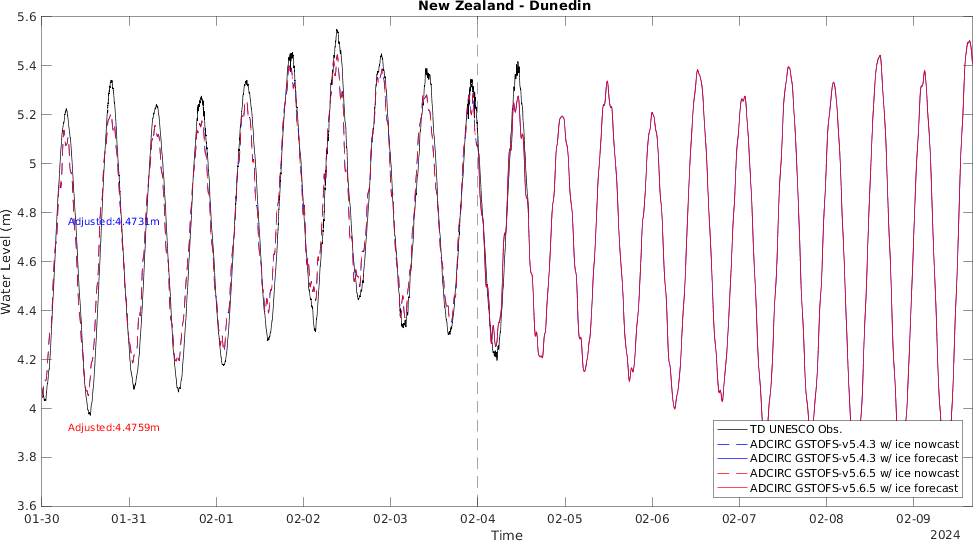 New Zealand - Dunedin
5.6
5.4
5.2
5
4.8
4.6
4.4
4.2
4
3.8
3.6
Water Level (m)
Adjusted:4.4731m
Adjusted:4.4759m
TD UNESCO Obs.
ADCIRC GSTOFS-v5.4.3 w/ ice nowcast
ADCIRC GSTOFS-v5.4.3 w/ ice forecast
ADCIRC GSTOFS-v5.6.5 w/ ice nowcast
ADCIRC GSTOFS-v5.6.5 w/ ice forecast
01-30 01-31 02-01 02-02 02-03 02-04 02-05 02-06 02-07 02-08 02-09
Time
2024